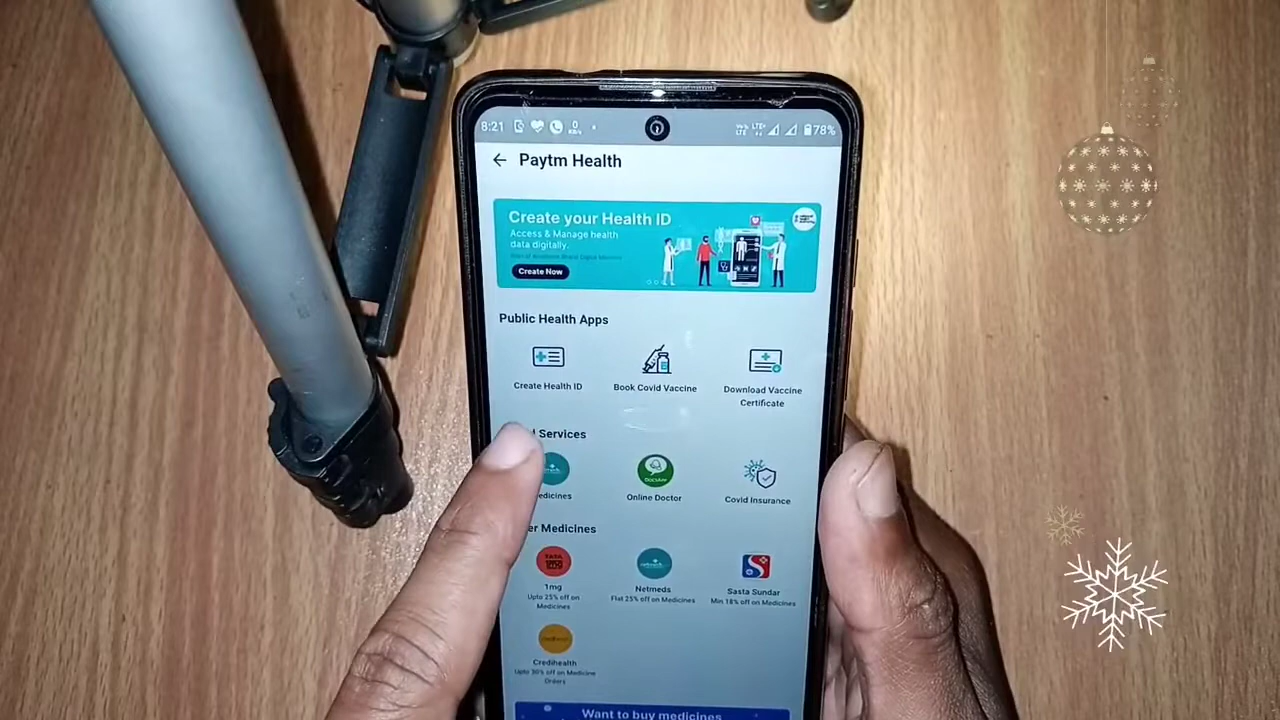 8:21
78%
Paytm Health
Create your Health ID
Access & Manage health
data digitally.
Create Now
Public Health Apps
Create Health ID
Book Covid Vaccine
Download Vaccine
Certificate
Services
edicines
Online Doctor
Covid Insurance
er Medicines
1mg
Upto 25% off on
Medicines
Netmeds
Flat 25% off on Medicines
Sasta Sundar
Min 18% off on Medicines
Credihealth
Upto 30% off on Medicine
Orders
Want to buy medicines